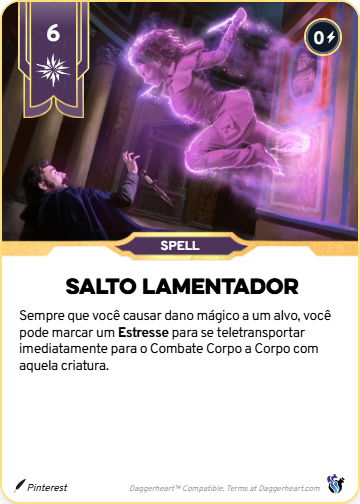 6
0
SPELL
SALTO LAMENTADOR
Sempre que você causar dano mágico a um alvo, você
pode marcar um Estresse para se teletransportar
imediatamente para o Combate Corpo a Corpo com
aquela criatura.
Pinterest
Daggerheart™ Compatible. Terms at Daggerheart.com